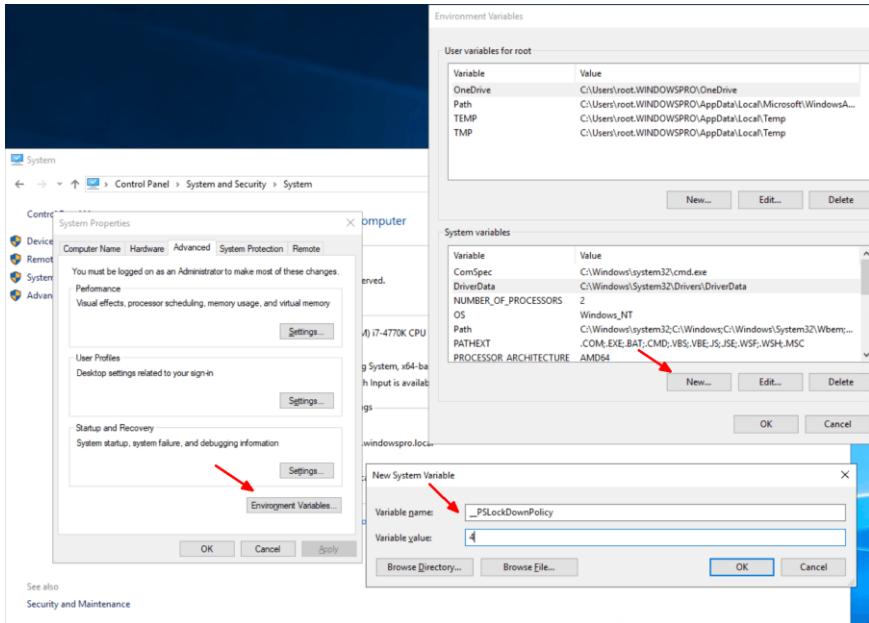 Environment Variables
User variables for root
Variable Value
OneDrive C:\Users\root.WINDOWSPRO\OneDrive
Path C:\Users\root.WINDOWSPRO\AppData\Local\Microsoft\WindowsA...
TEMP C:\Users\root.WINDOWSPRO\AppData\Local\Temp
TMP C:\Users\root.WINDOWSPRO\AppData\Local\Temp
New... Edit... Delete
System variables
Variable Value
ComSpec C:\Windows\system32\cmd.exe
DriverData C:\Windows\System32\Drivers\DriverData
NUMBER_OF_PROCESSORS 2
OS Windows_NT
Path C:\Windows\system32;C:\Windows;C:\Windows\System32\Wbem;...
PATHEXT .COM;.EXE;.BAT;.CMD;.VBS;.VBE;.JS;.JSE;.WSF;.WSH;.MSC
PROCESSOR_ARCHITECTURE AMD64
New... Edit... Delete
OK Cancel
System
Control Panel > System and Security > System
Contr
Device
Remot
System
Advan
omputer
erved.
M) i7-4770K CPU
g System, x64-ba
h Input is availab
gs
.windowspro.local
System Properties
Computer Name Hardware Advanced System Protection Remote
You must be logged on as an Administrator to make most of these changes.
Performance
Visual effects, processor scheduling, memory usage, and virtual memory
Settings...
User Profiles
Desktop settings related to your sign-in
Settings...
Startup and Recovery
System startup, system failure, and debugging information
Settings...
Environment Variables...
OK Cancel Apply
New System Variable
Variable name: __PSLockDownPolicy
Variable value: 4
Browse Directory... Browse File... OK Cancel
See also
Security and Maintenance